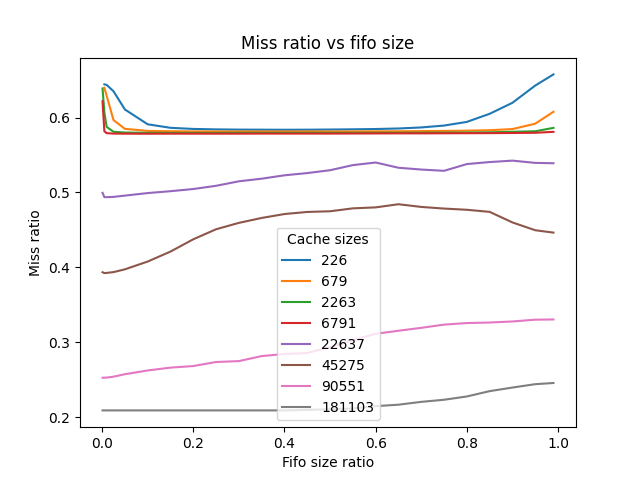 Miss ratio vs fifo size
Miss ratio
0.6
0.5
0.4
0.3
0.2
Cache sizes
226
679
2263
6791
22637
45275
90551
181103
0.0 0.2 0.4 0.6 0.8 1.0
Fifo size ratio